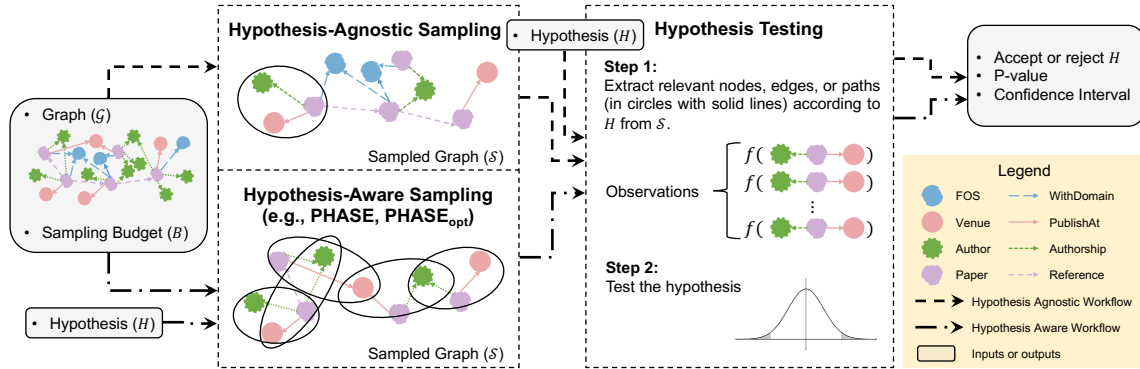 • Graph (𝒢)
• Sampling Budget (B)
• Hypothesis (H)
Hypothesis-Agnostic Sampling
Sampled Graph (𝒮)
Hypothesis-Aware Sampling
(e.g., PHASE, PHASEopt)
Sampled Graph (𝒮)
• Hypothesis (H)
Hypothesis Testing
Step 1:
Extract relevant nodes, edges, or paths
(in circles with solid lines) according to
H from 𝒮.
Observations
f( )
f( )
⋮
f( )
Step 2:
Test the hypothesis
• Accept or reject H
• P-value
• Confidence Interval
Legend
FOS WithDomain
Venue PublishAt
Author Authorship
Paper Reference
Hypothesis Agnostic Workflow
Hypothesis Aware Workflow
Inputs or outputs